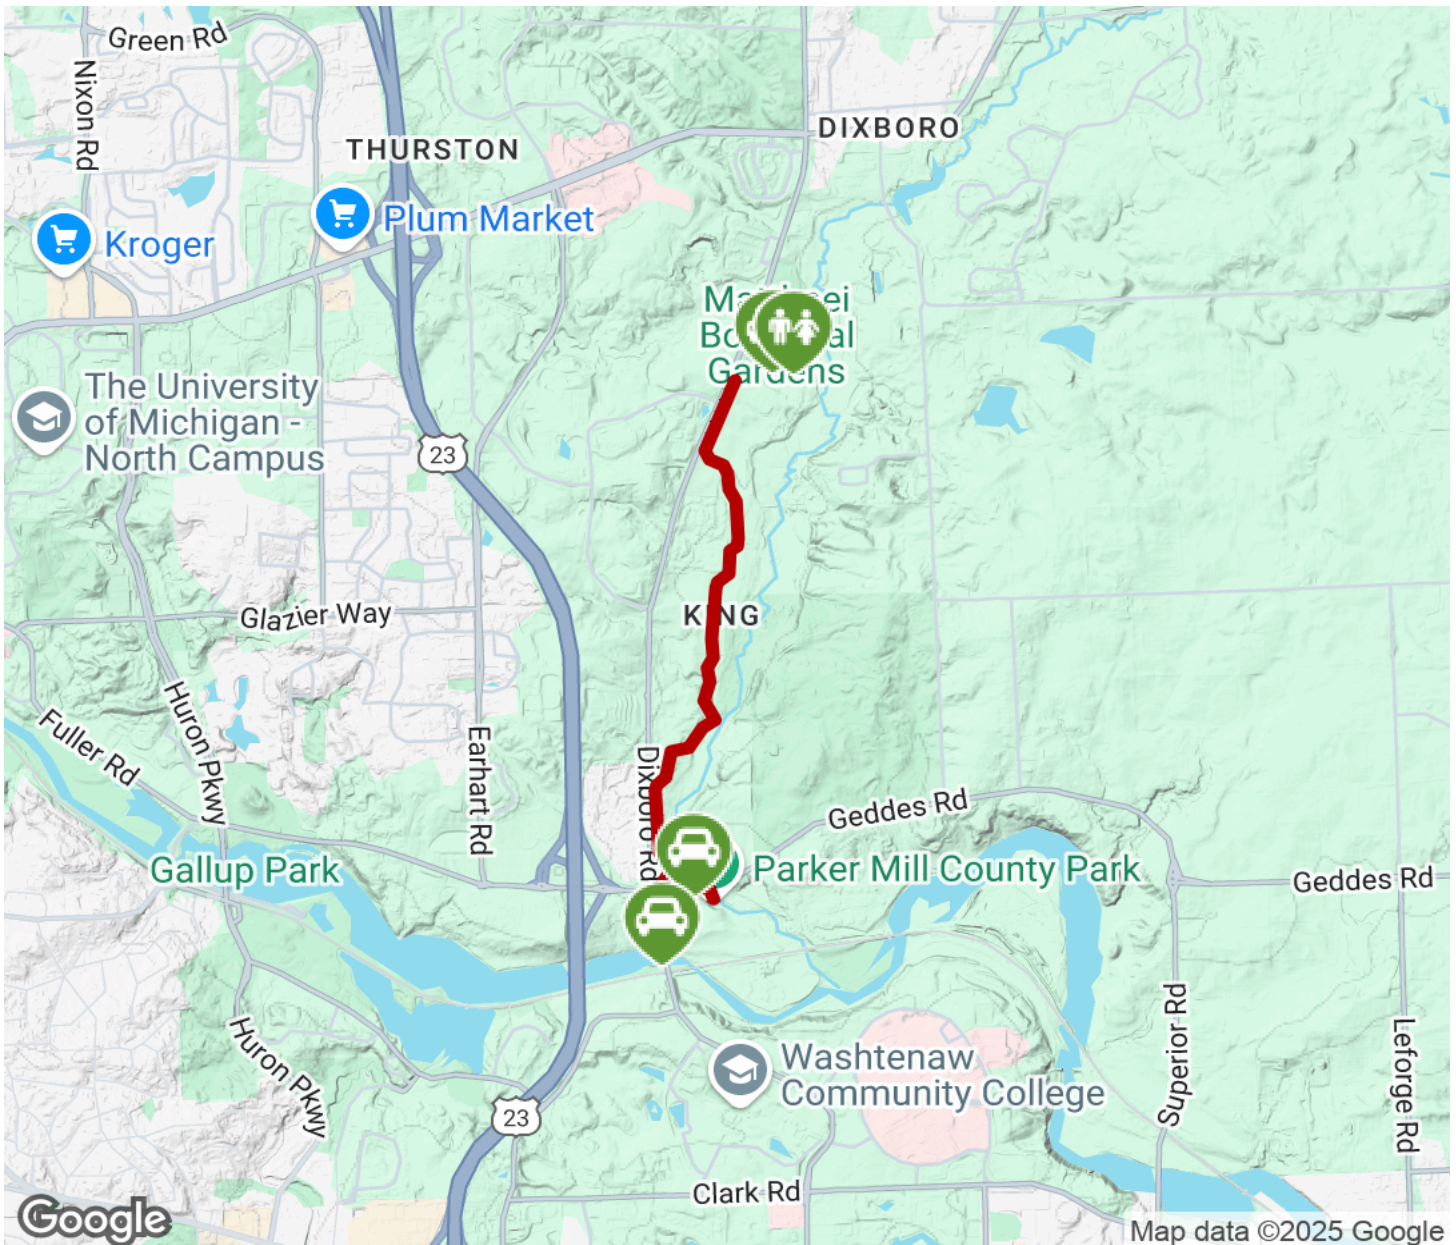 Green Rd
Nixon Rd
THURSTON
DIXBORO
Plum Market
Kroger
Gardens
The University
of Michigan -
North Campus
23
Glazier Way
KING
Huron Pkwy
Fuller Rd
Earhart Rd
Dixboro Rd
Geddes Rd
Gallup Park
Parker Mill County Park
Geddes Rd
Superior Rd
Leforge Rd
Huron Pkwy
Washtenaw
Community College
23
Clark Rd
Google
Map data ©2025 Google